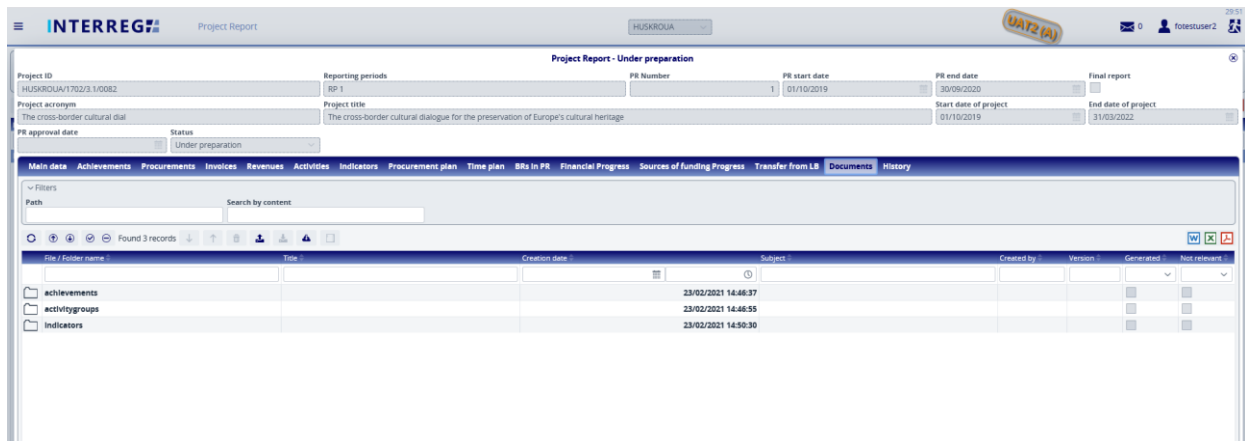 29:51
INTERREG Project Report HUSKROUA UAT2 (A) 0 fotestuser2
Project Report - Under preparation
Project ID Reporting periods PR Number PR start date PR end date Final report
HUSKROUA/1702/3.1/0082 RP 1 1 01/10/2019 30/09/2020
Project acronym Project title Start date of project End date of project
The cross-border cultural dial The cross-border cultural dialogue for the preservation of Europe's cultural heritage 01/10/2019 31/03/2022
PR approval date Status
Under preparation
Main data Achievements Procurements Invoices Revenues Activities Indicators Procurement plan Time plan BRs in PR Financial Progress Sources of funding Progress Transfer from LB Documents History
Filters
Path Search by content
Found 3 records
File / Folder name Title Creation date Subject Created by Version Generated Not relevant
achievements 23/02/2021 14:46:37
activitygroups 23/02/2021 14:46:55
indicators 23/02/2021 14:50:30